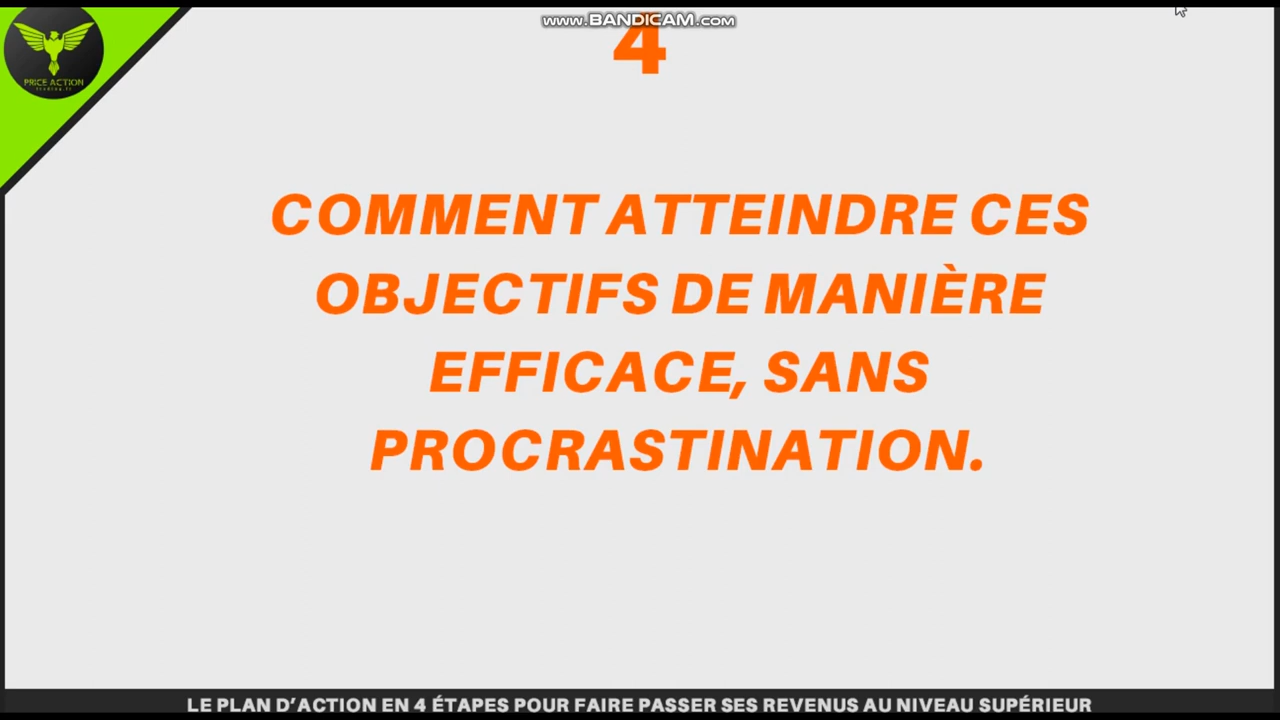 www.BANDICAM.com
4
PRICE ACTION
COMMENT ATTEINDRE CES
OBJECTIFS DE MANIÈRE
EFFICACE, SANS
PROCRASTINATION.
LE PLAN D’ACTION EN 4 ÉTAPES POUR FAIRE PASSER SES REVENUS AU NIVEAU SUPÉRIEUR